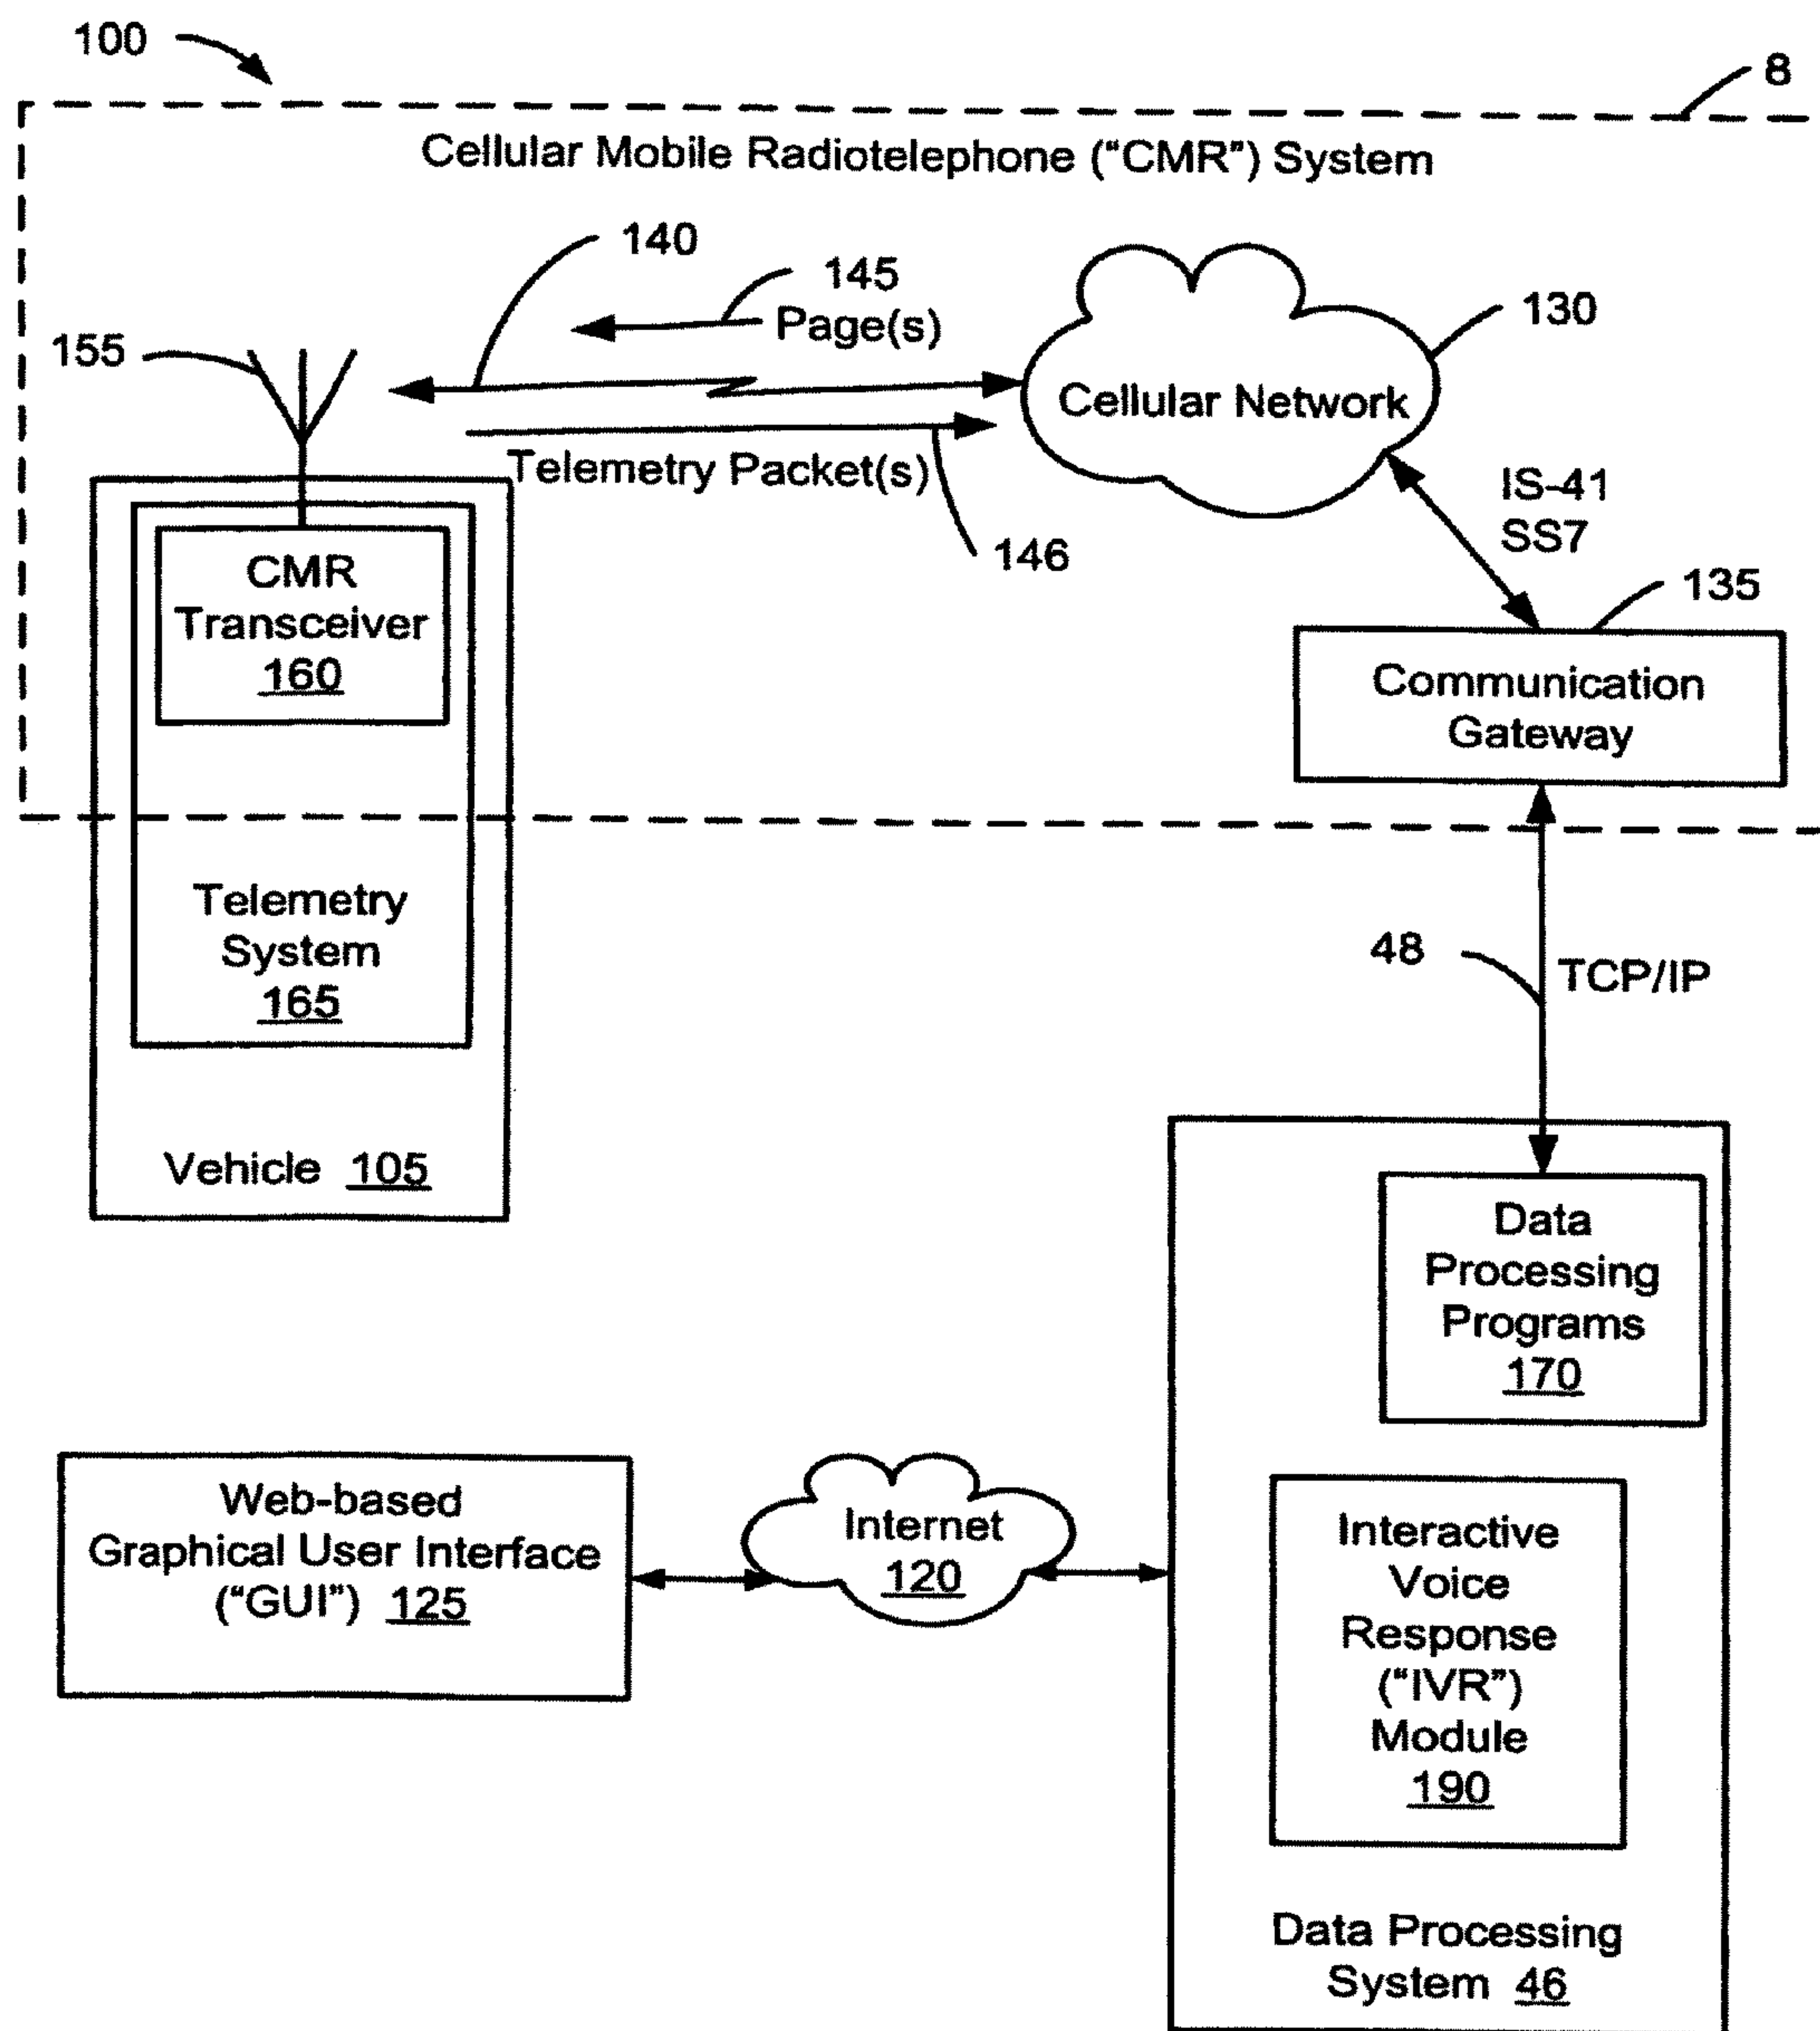 100
8
Cellular Mobile Radiotelephone ("CMR") System
140
145
Page(s)
130
155
Cellular Network
Telemetry Packet(s)
146
IS-41
SS7
135
CMR
Transceiver
160
Communication
Gateway
Telemetry
System
165
48
TCP/IP
Vehicle 105
Data
Processing
Programs
170
Web-based
Graphical User Interface
("GUI") 125
Internet
120
Interactive
Voice
Response
("IVR")
Module
190
Data Processing
System 46